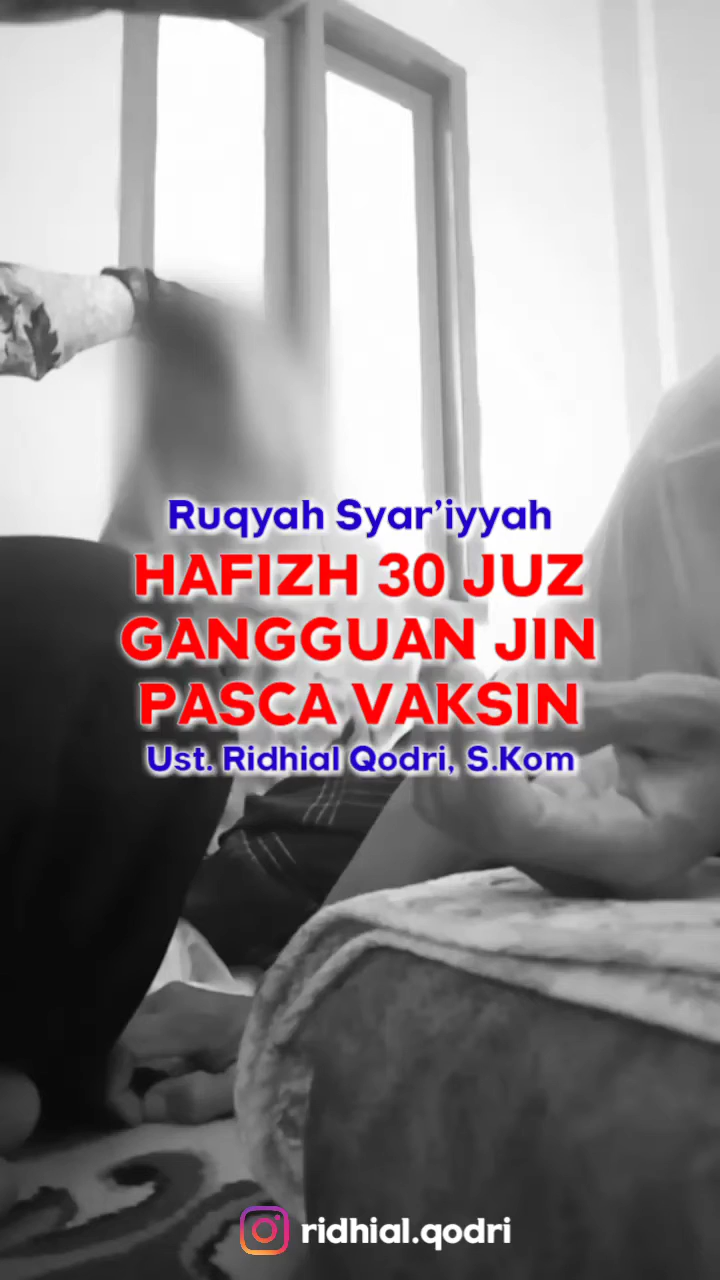 Ruqyah Syar'iyyah
HAFIZH 30 JUZ
GANGGUAN JIN
PASCA VAKSIN
Ust. Ridhial Qodri, S.Kom
ridhial.qodri